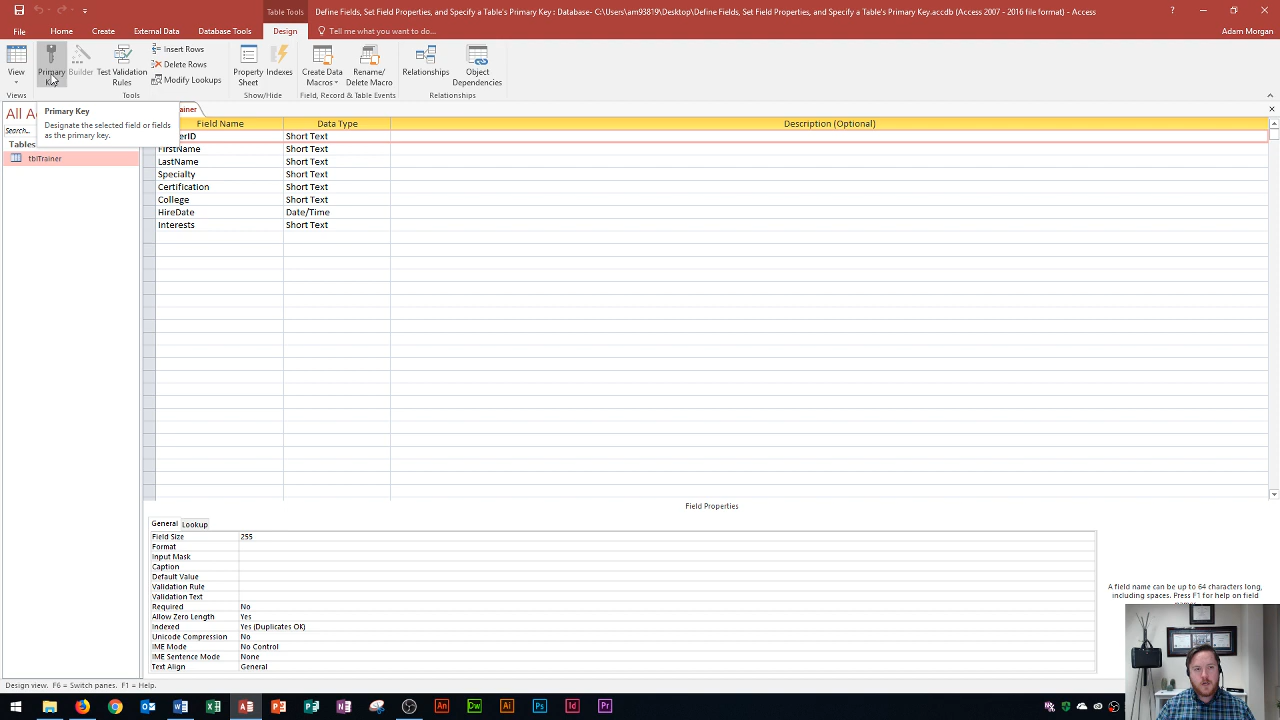 Table Tools
Define Fields, Set Field Properties, and Specify a Table's Primary Key : Database- C:\Users\am93819\Desktop\Define Fields, Set Field Properties, and Specify a Table's Primary Key.accdb (Access 2007 - 2016 file format) - Access
File Home Create External Data Database Tools Design Tell me what you want to do...
Adam Morgan
View
Primary
Builder
Test Validation
Rules
Insert Rows
Delete Rows
Modify Lookups
Property
Sheet
Indexes
Create Data
Macros
Rename/
Delete Macro
Relationships
Object
Dependencies
Views
Tools
Show/Hide
Field, Record & Table Events
Relationships
Primary Key
Designate the selected field or fields
as the primary key.
Search...
tblTrainer
Field Name Data Type Description (Optional)
Short Text
FirstName Short Text
LastName Short Text
Specialty Short Text
Certification Short Text
College Short Text
HireDate Date/Time
Interests Short Text
Field Properties
General Lookup
Field Size 255
Format
Input Mask
Caption
Default Value
Validation Rule
Validation Text
Required No
Allow Zero Length Yes
Indexed Yes (Duplicates OK)
Unicode Compression No
IME Mode No Control
IME Sentence Mode None
Text Align General
A field name can be up to 64 characters long,
including spaces. Press F1 for help on field
Design view. F6 = Switch panes. F1 = Help.
An Dw Ai Ps Id Pr